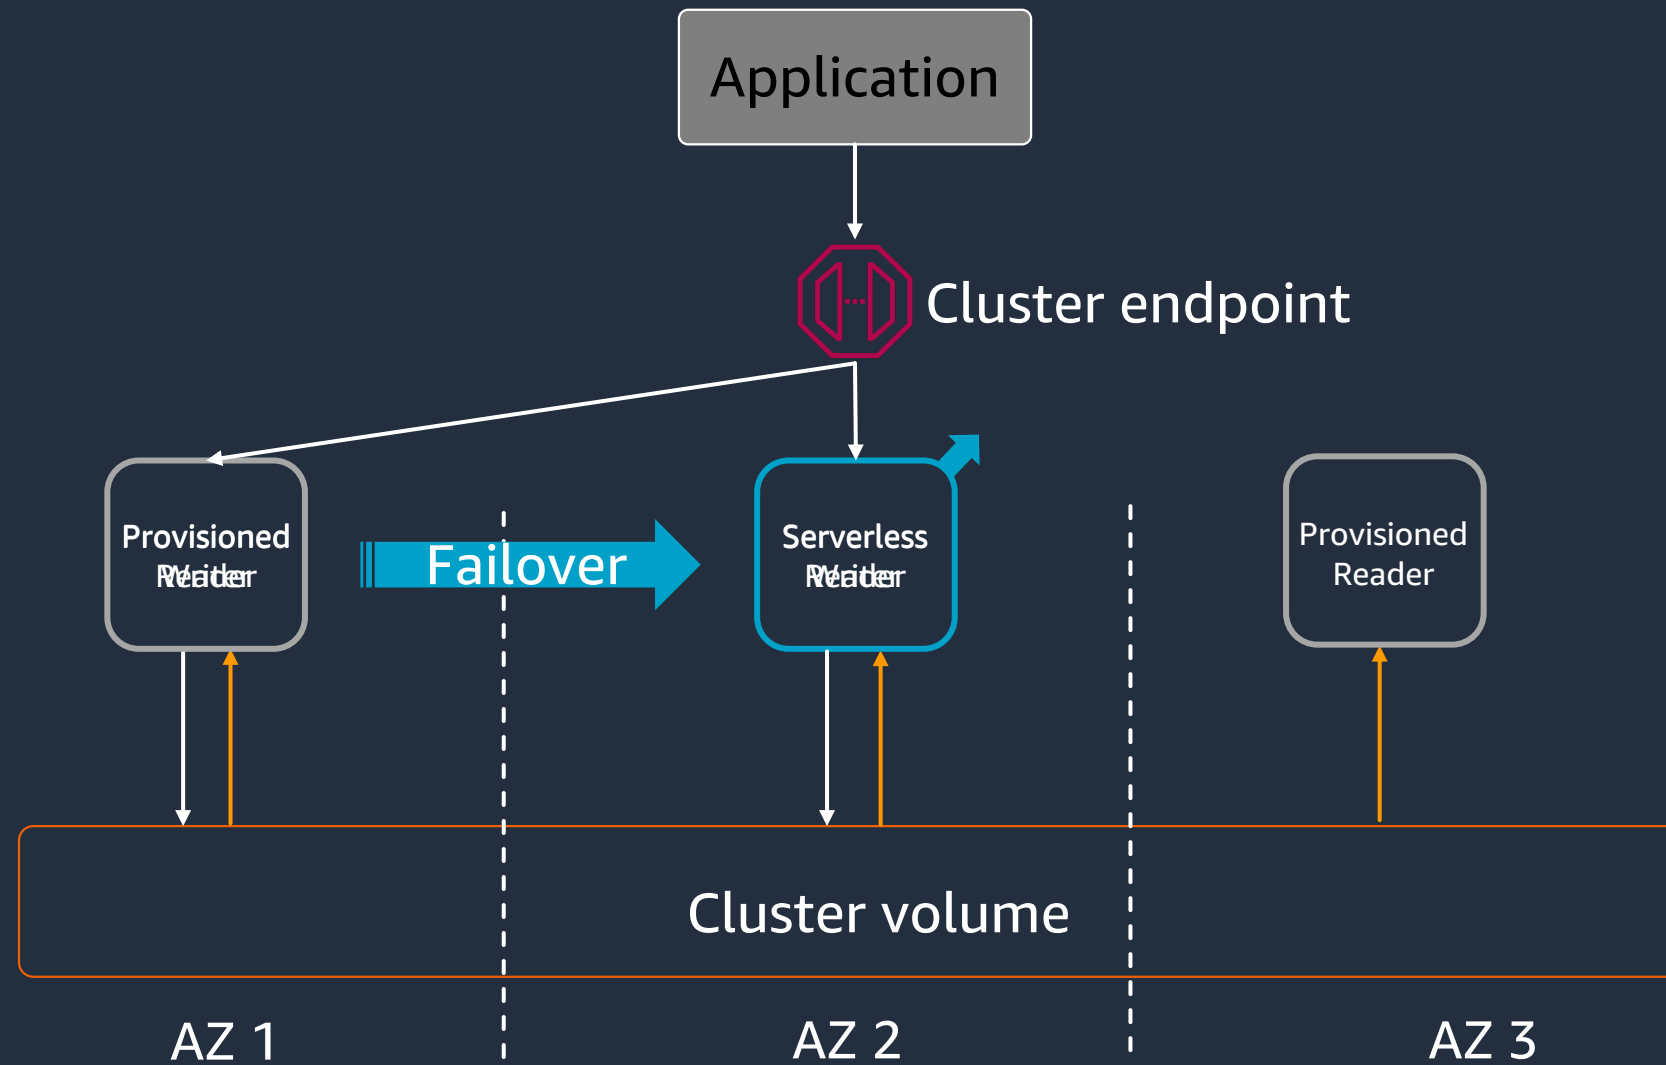 Application
Cluster endpoint
Provisioned
Failover
Serverless
Provisioned
Reader
Cluster volume
AZ 1
AZ 2
AZ 3